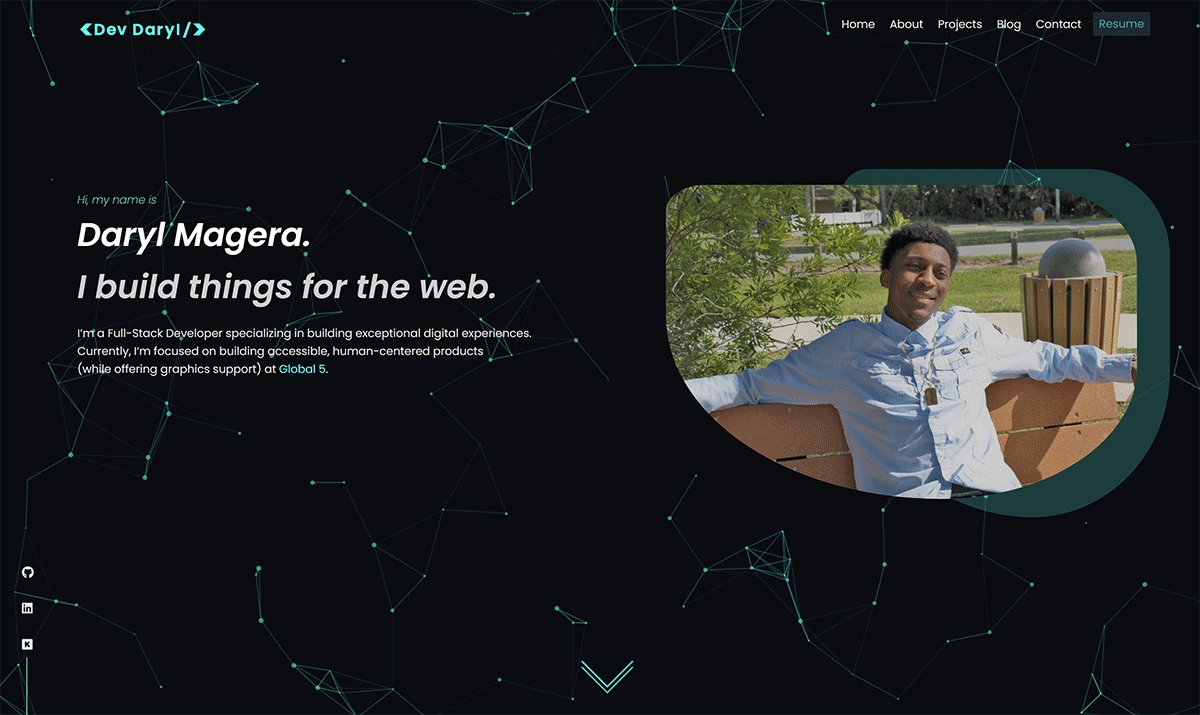 <Dev Daryl/>
Home About Projects Blog Contact Resume
Hi, my name is
Daryl Magera.
I build things for the web.
I’m a Full-Stack Developer specializing in building exceptional digital experiences.
Currently, I’m focused on building accessible, human-centered products
(while offering graphics support) at Global 5.
in
K